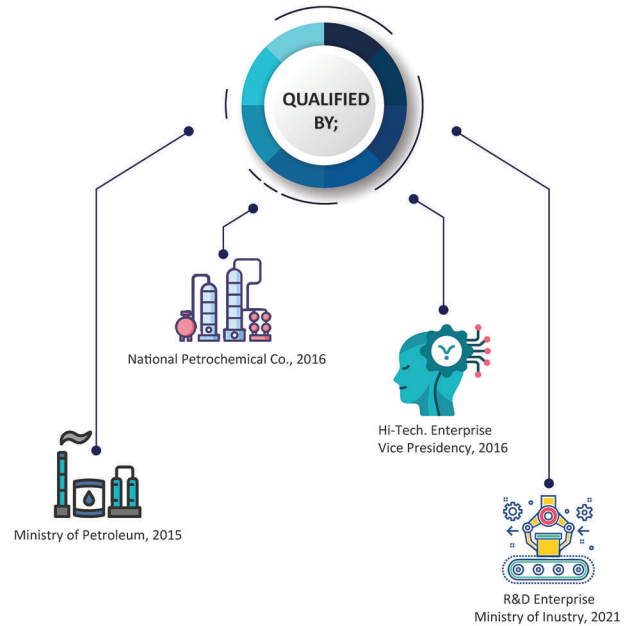 QUALIFIED
BY;
National Petrochemical Co., 2016
Hi-Tech. Enterprise
Vice Presidency, 2016
Ministry of Petroleum, 2015
R&D Enterprise
Ministry of Inustry, 2021